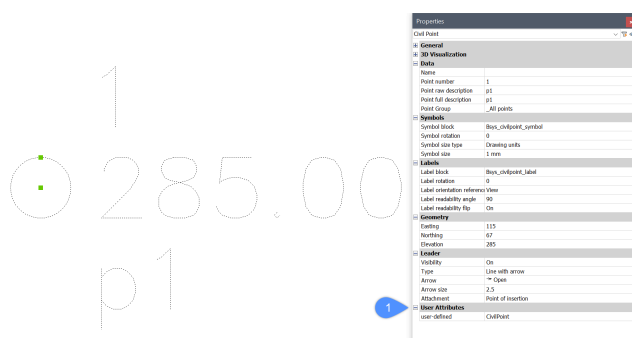 1
285.00
p1
Properties
Civil Point
General
3D Visualization
Data
Name
Point number 1
Point raw description p1
Point full description p1
Point Group _All points
Symbols
Symbol block Bsys_civilpoint_symbol
Symbol rotation 0
Symbol size type Drawing units
Symbol size 1 mm
Labels
Label block Bsys_civilpoint_label
Label rotation 0
Label orientation referenc View
Label readability angle 90
Label readability flip On
Geometry
Easting 115
Northing 67
Elevation 285
Leader
Visibility On
Type Line with arrow
Arrow Open
Arrow size 2.5
Attachment Point of insertion
1 User Attributes
user-defined CivilPoint